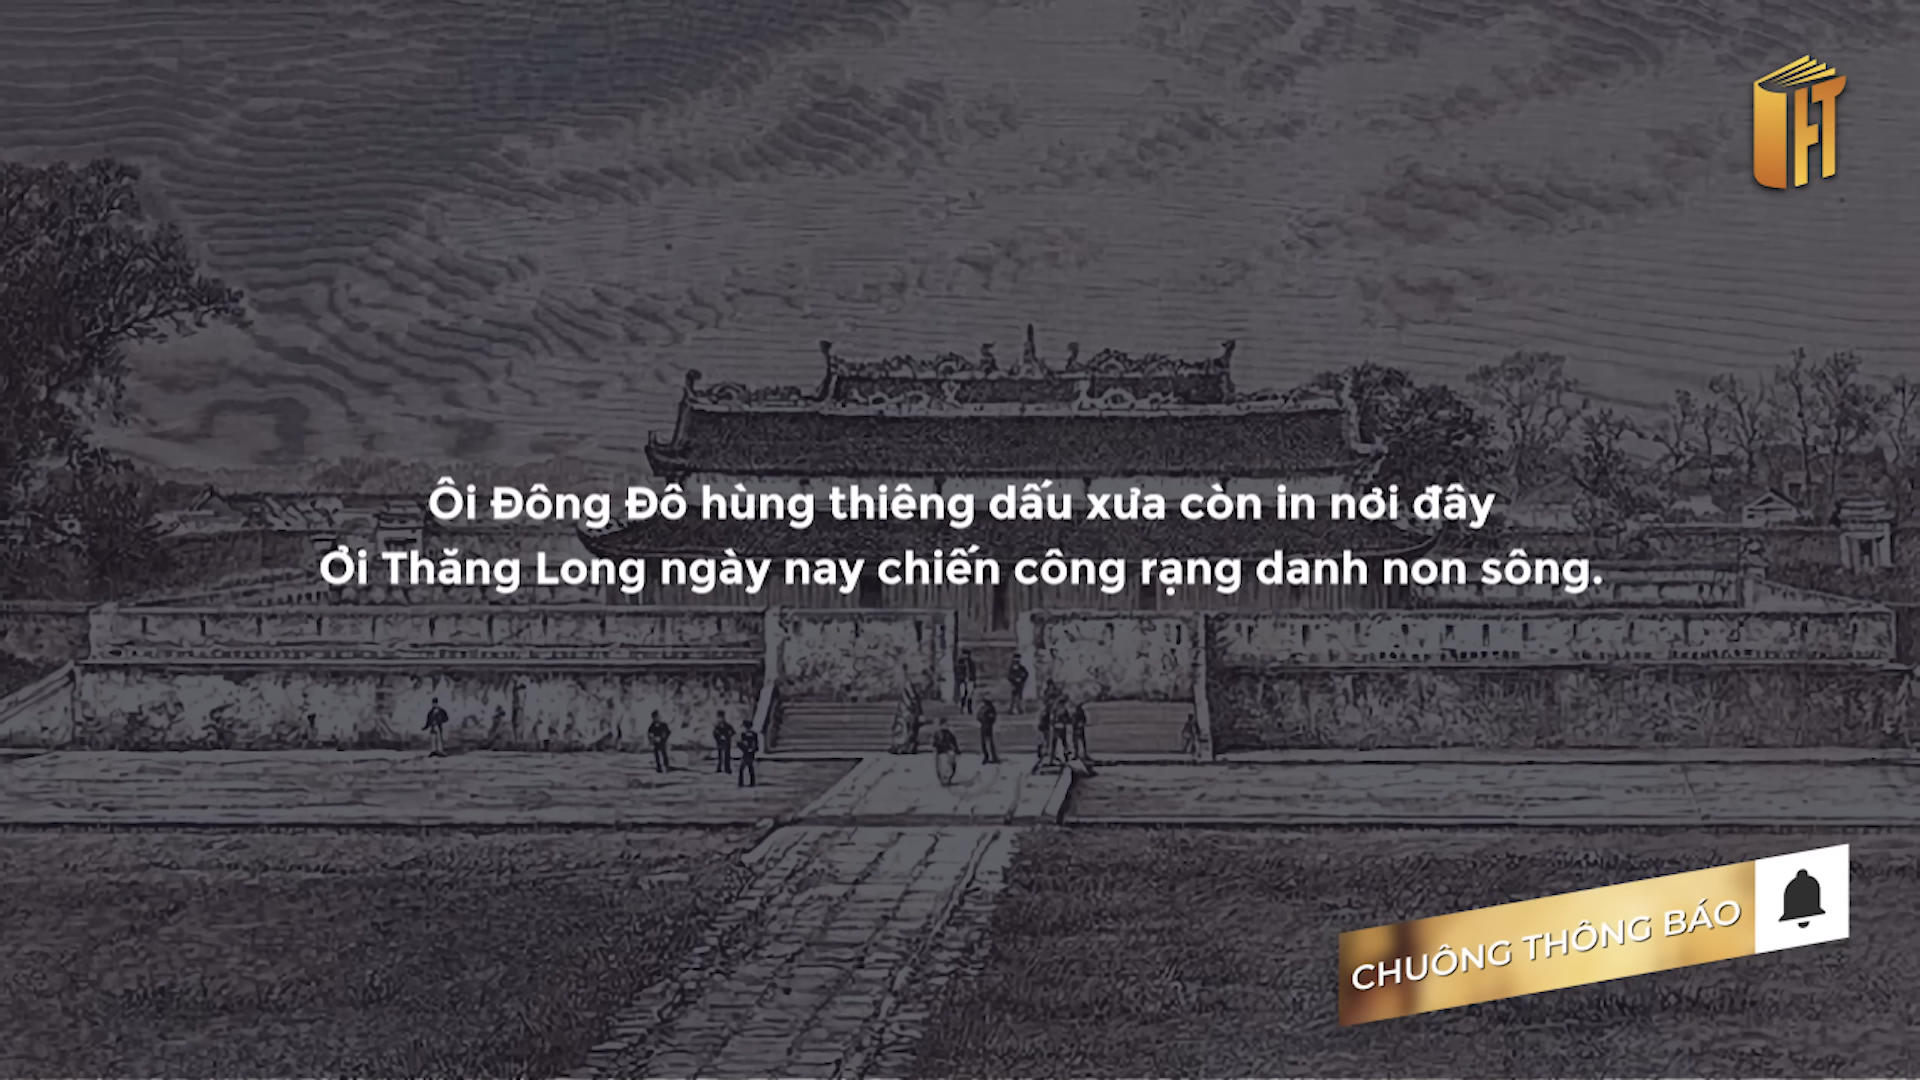 Ôi Đông Đô hùng thiêng dấu xưa còn in nơi đây
Ởi Thăng Long ngày nay chiến công rạng danh non sông.
CHUÔNG THÔNG BÁO